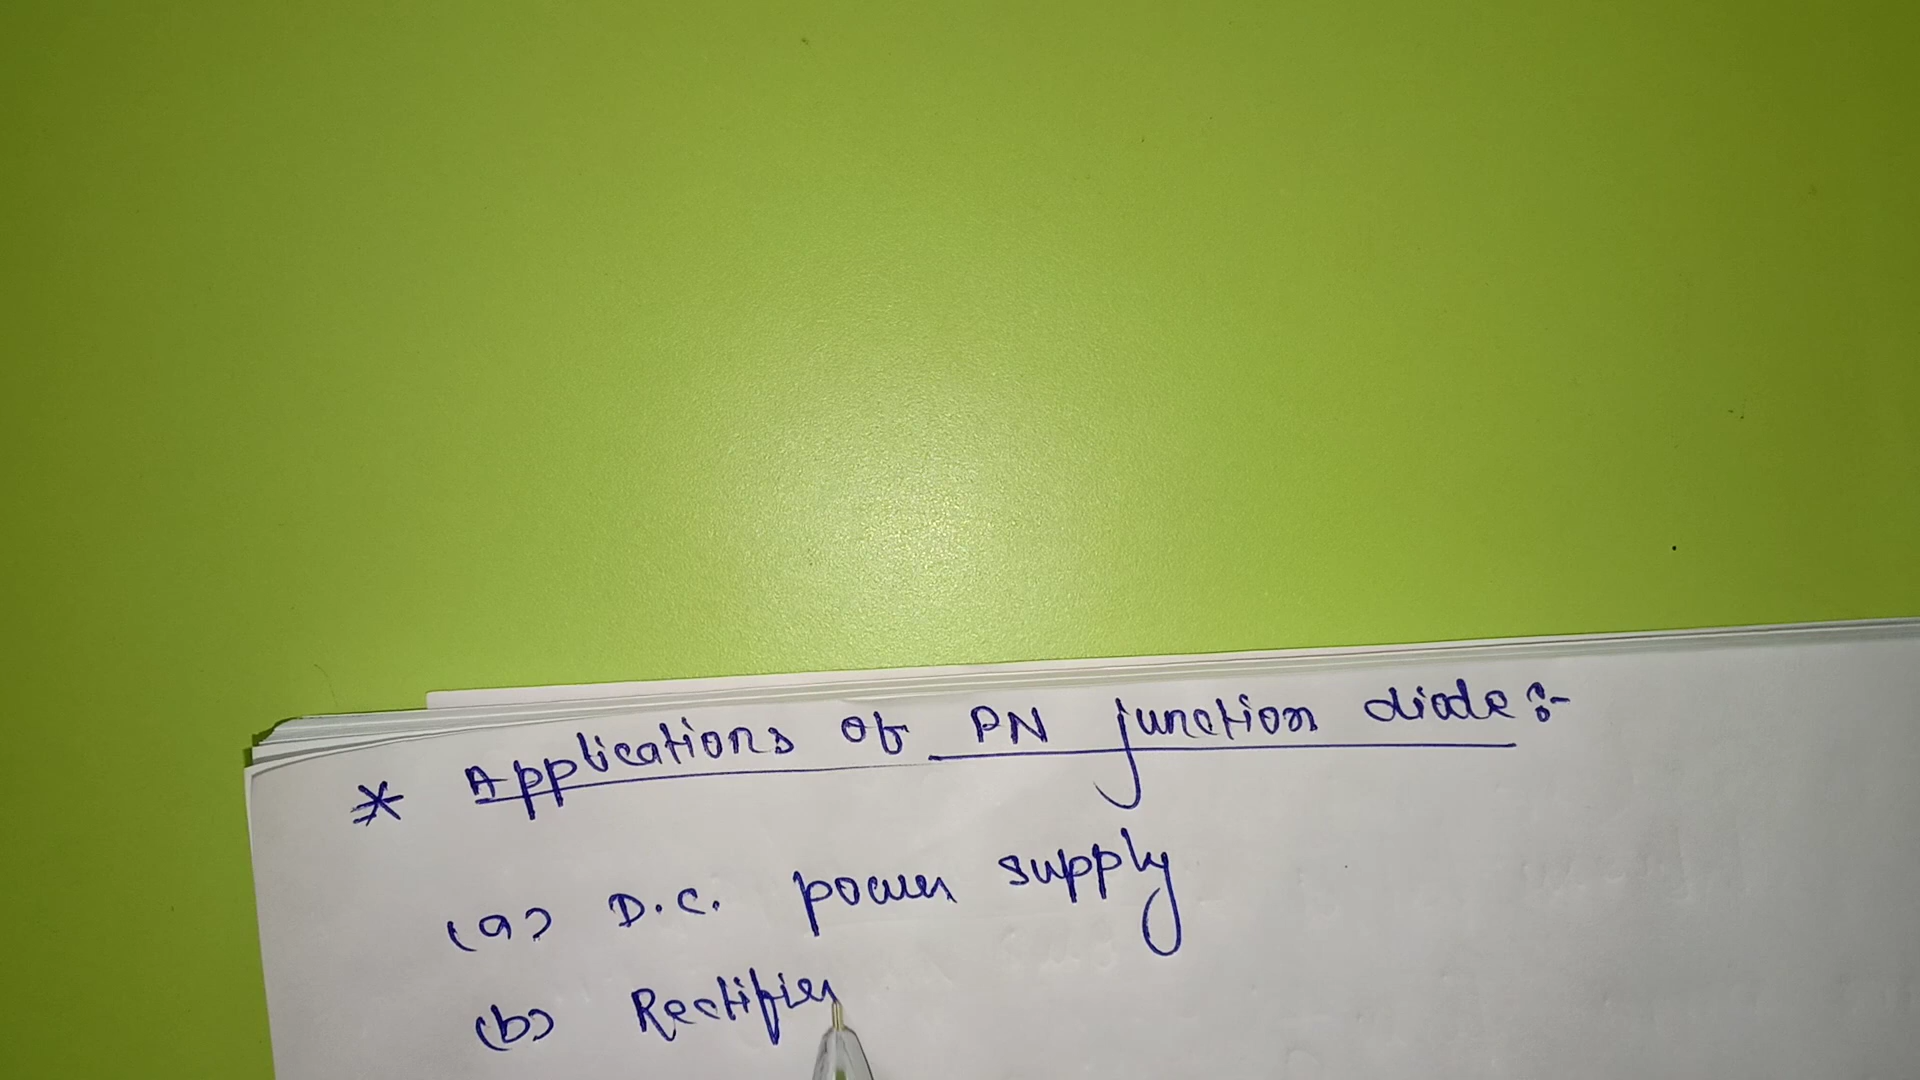 * Applications of PN junction diode :-
(a) D.C. power supply
(b) Rectifier